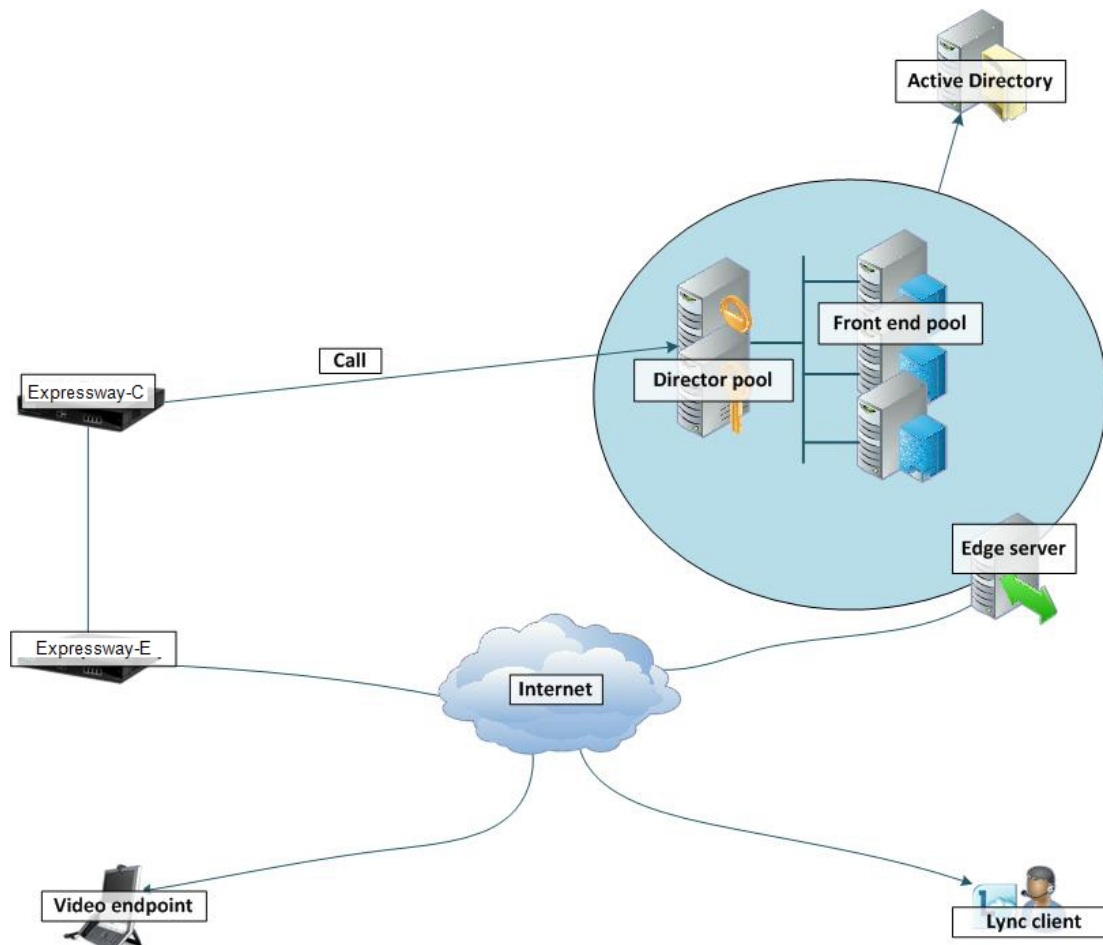 Active Directory
Front end pool
Call
Director pool
Expressway-C
Edge server
Expressway-E
Internet
Video endpoint
Lync client